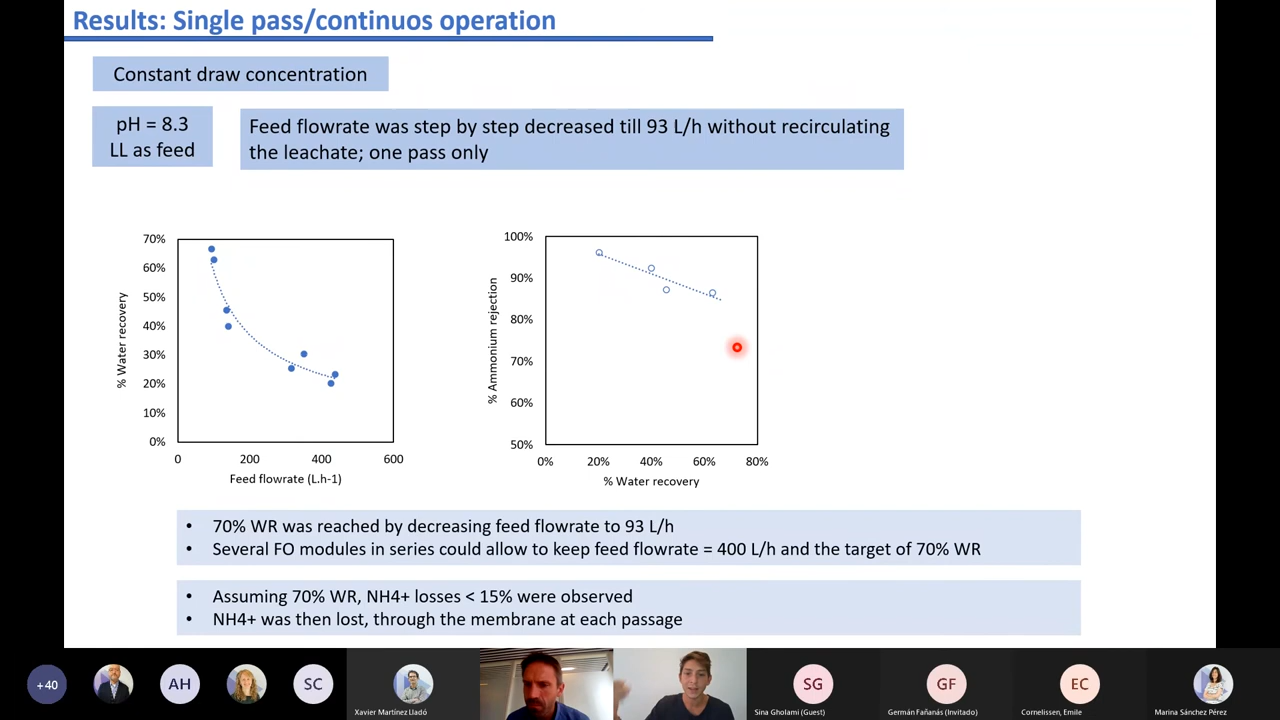 Results: Single pass/continuos operation
Constant draw concentration
pH = 8.3
LL as feed
Feed flowrate was step by step decreased till 93 L/h without recirculating
the leachate; one pass only
70%
60%
50%
40%
30%
20%
10%
0%
% Water recovery
0
200
400
600
Feed flowrate (L.h-1)
100%
90%
80%
70%
60%
50%
% Ammonium rejection
0%
20%
40%
60%
80%
% Water recovery
• 70% WR was reached by decreasing feed flowrate to 93 L/h
• Several FO modules in series could allow to keep feed flowrate = 400 L/h and the target of 70% WR
• Assuming 70% WR, NH4+ losses < 15% were observed
• NH4+ was then lost, through the membrane at each passage
+40
AH
SC
Xavier Martínez Lladó
SG
Sina Gholami (Guest)
GF
Germán Fañanás (Invitado)
EC
Cornelissen, Emile
Marina Sánchez Pérez